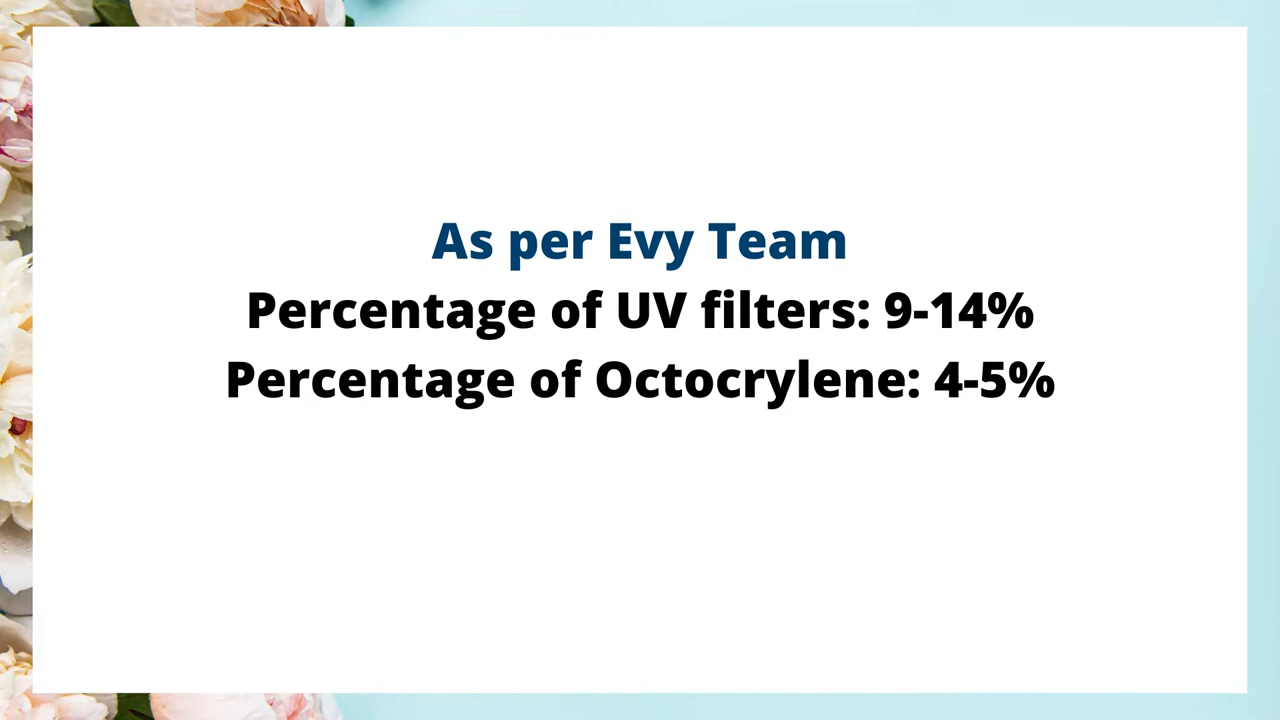 As per Evy Team
Percentage of UV filters: 9-14%
Percentage of Octocrylene: 4-5%